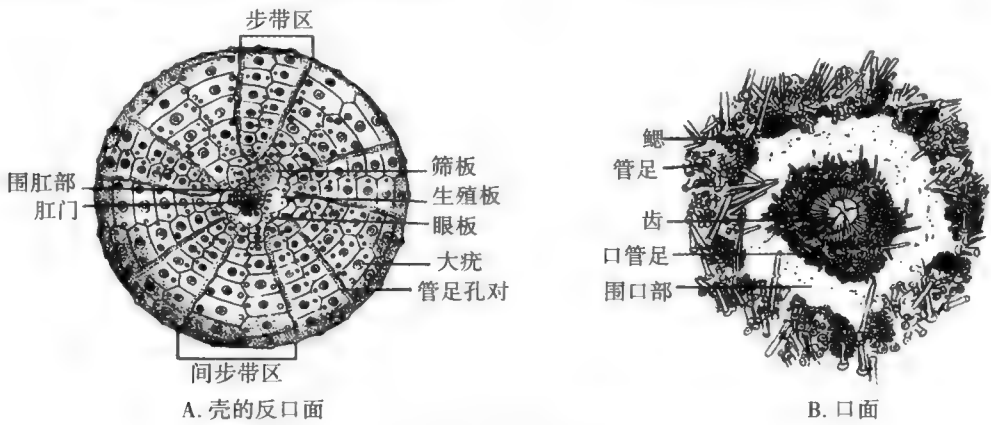 步带区
围肛部
肛门
筛板
生殖板
眼板
大疣
管足孔对
间步带区
A. 壳的反口面
鳃
管足
齿
口管足
围口部
B. 口面